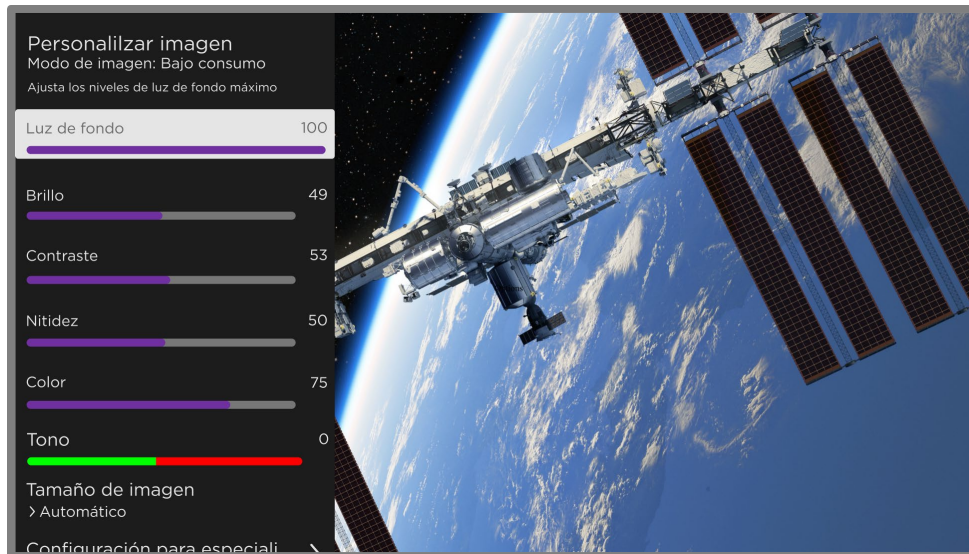 Personalilzar imagen
Modo de imagen: Bajo consumo
Ajusta los niveles de luz de fondo máximo
Luz de fondo 100
Brillo 49
Contraste 53
Nitidez 50
Color 75
Tono 0
Tamaño de imagen
> Automático
Configuración para especiali